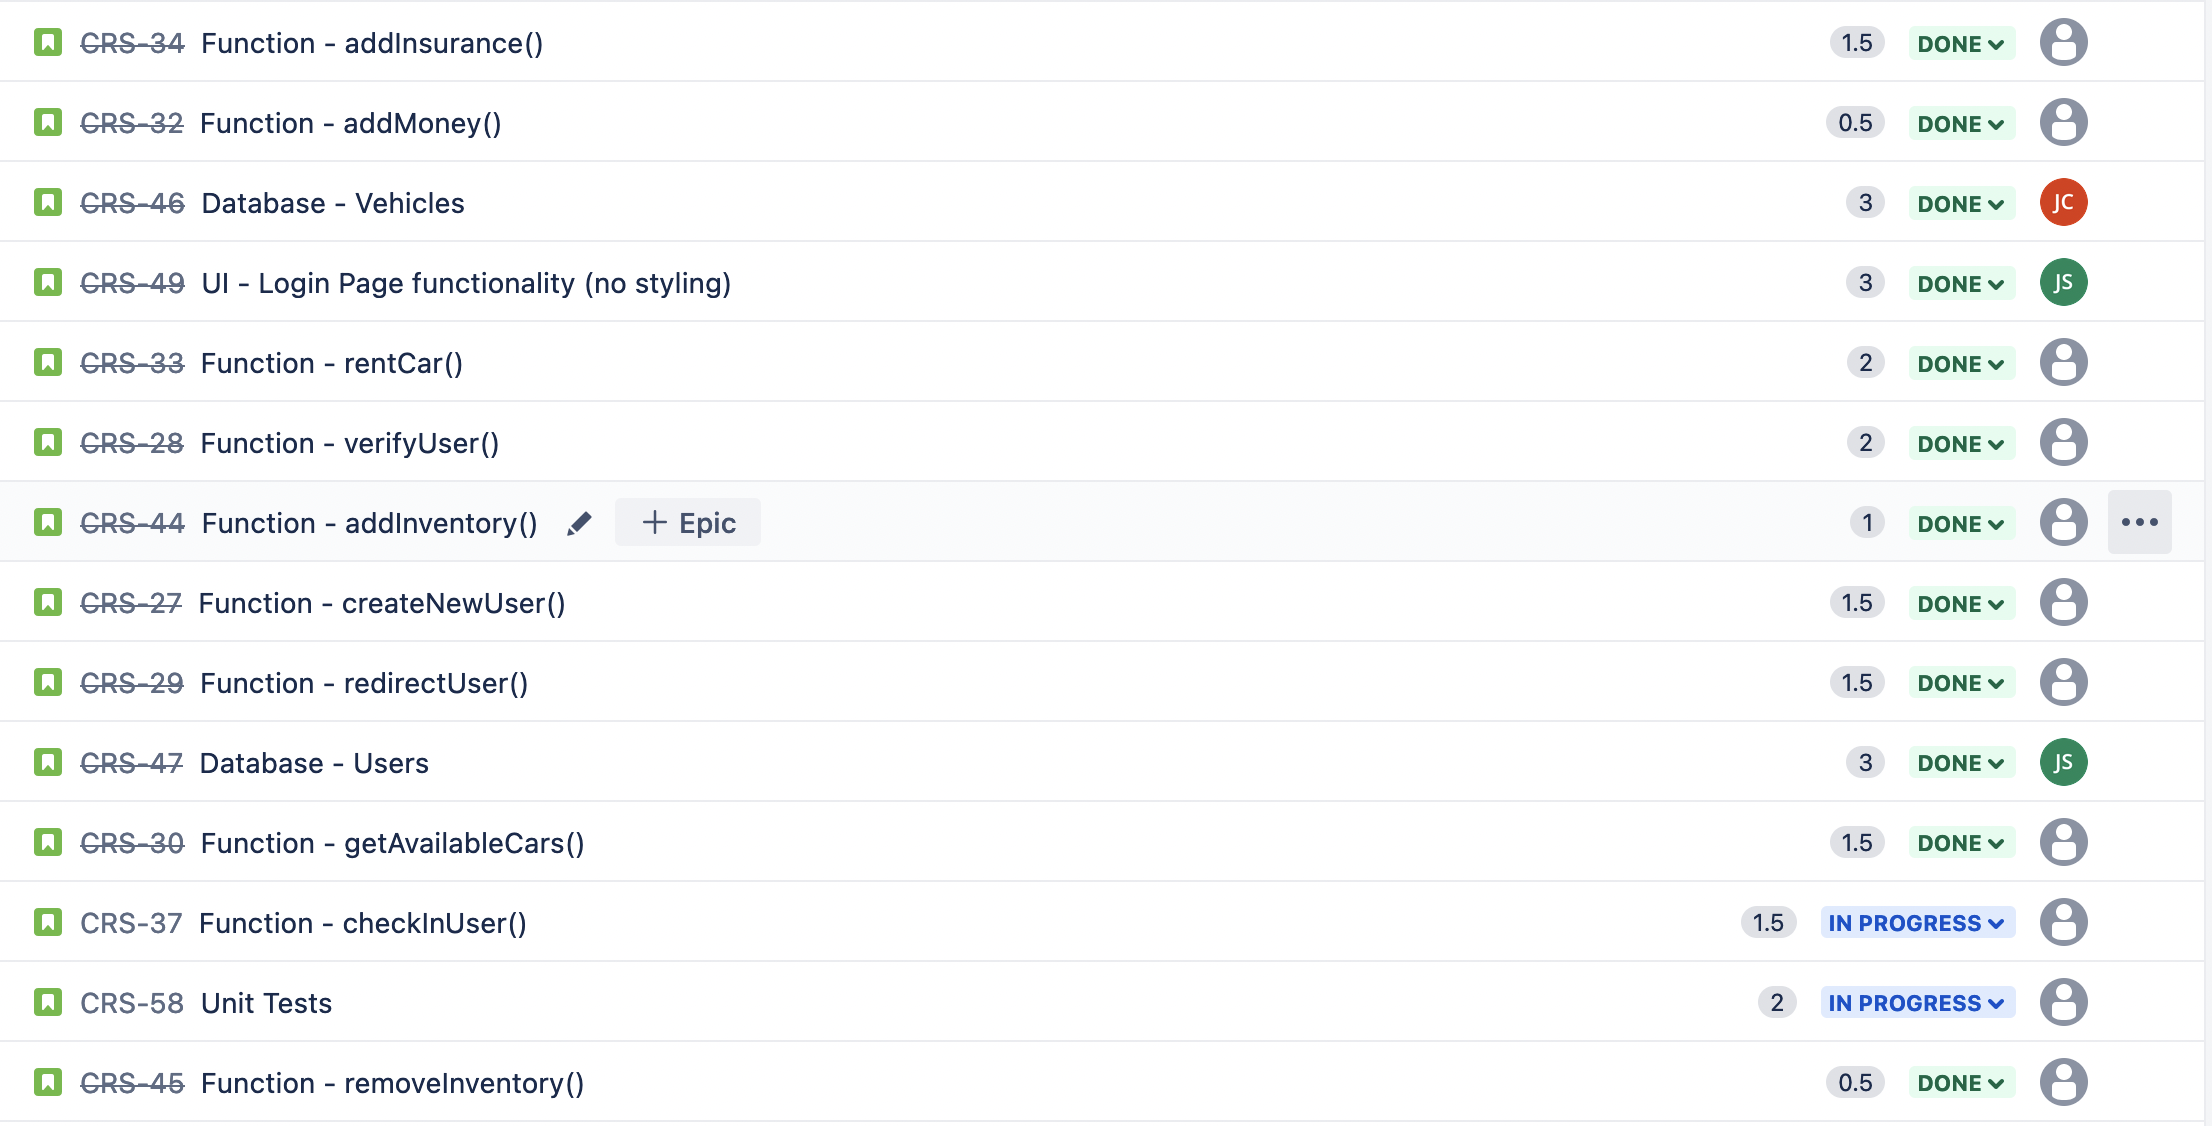 CRS-34 Function - addInsurance() 1.5 DONE
CRS-32 Function - addMoney() 0.5 DONE
CRS-46 Database - Vehicles 3 DONE JC
CRS-49 UI - Login Page functionality (no styling) 3 DONE JS
CRS-33 Function - rentCar() 2 DONE
CRS-28 Function - verifyUser() 2 DONE
CRS-44 Function - addInventory() + Epic 1 DONE
CRS-27 Function - createNewUser() 1.5 DONE
CRS-29 Function - redirectUser() 1.5 DONE
CRS-47 Database - Users 3 DONE JS
CRS-30 Function - getAvailableCars() 1.5 DONE
CRS-37 Function - checkInUser() 1.5 IN PROGRESS
CRS-58 Unit Tests 2 IN PROGRESS
CRS-45 Function - removeInventory() 0.5 DONE